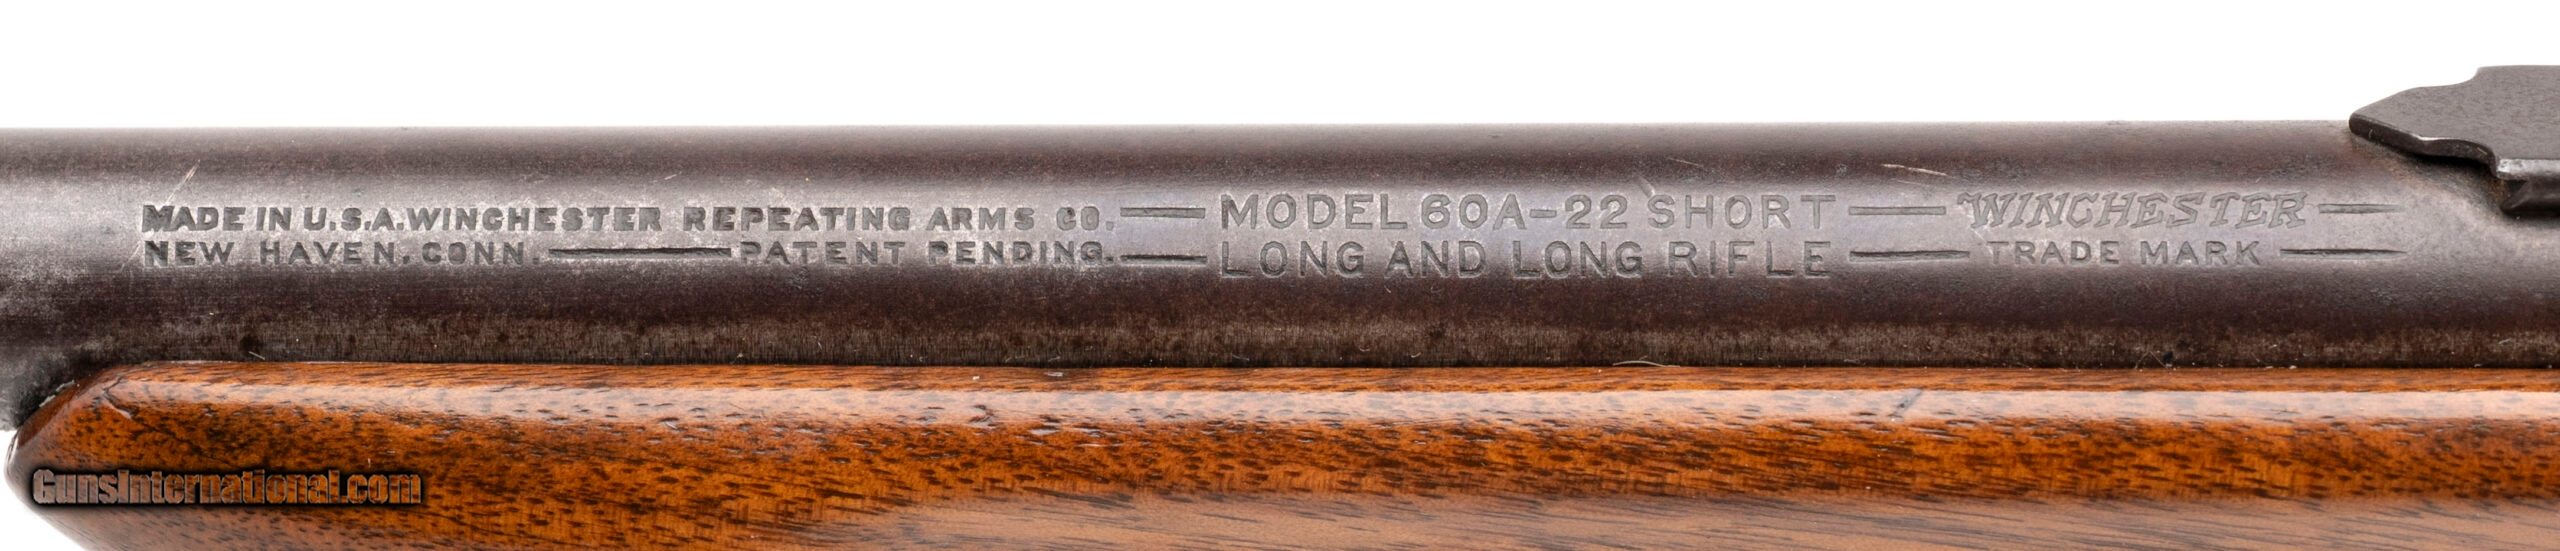 MADE IN U.S.A. WINCHESTER REPEATING ARMS CO.
NEW HAVEN, CONN. PATENT PENDING.
MODEL 60A-22 SHORT
LONG AND LONG RIFLE
WINCHESTER
TRADE MARK
GunsInternational.com